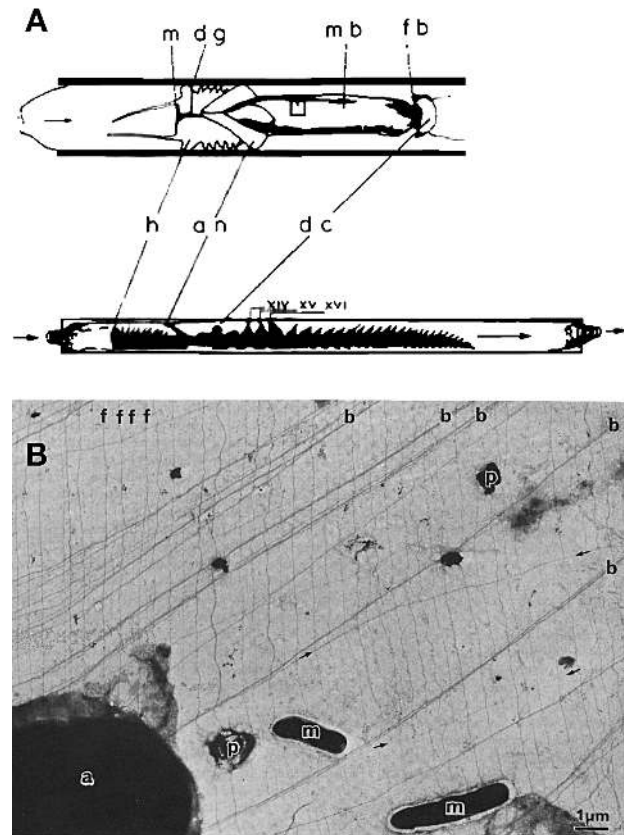 A
m d g m b f b
h a n d c
XIV XV XVI
B
f f f f b b b b
p
b
p m
a
m
1μm